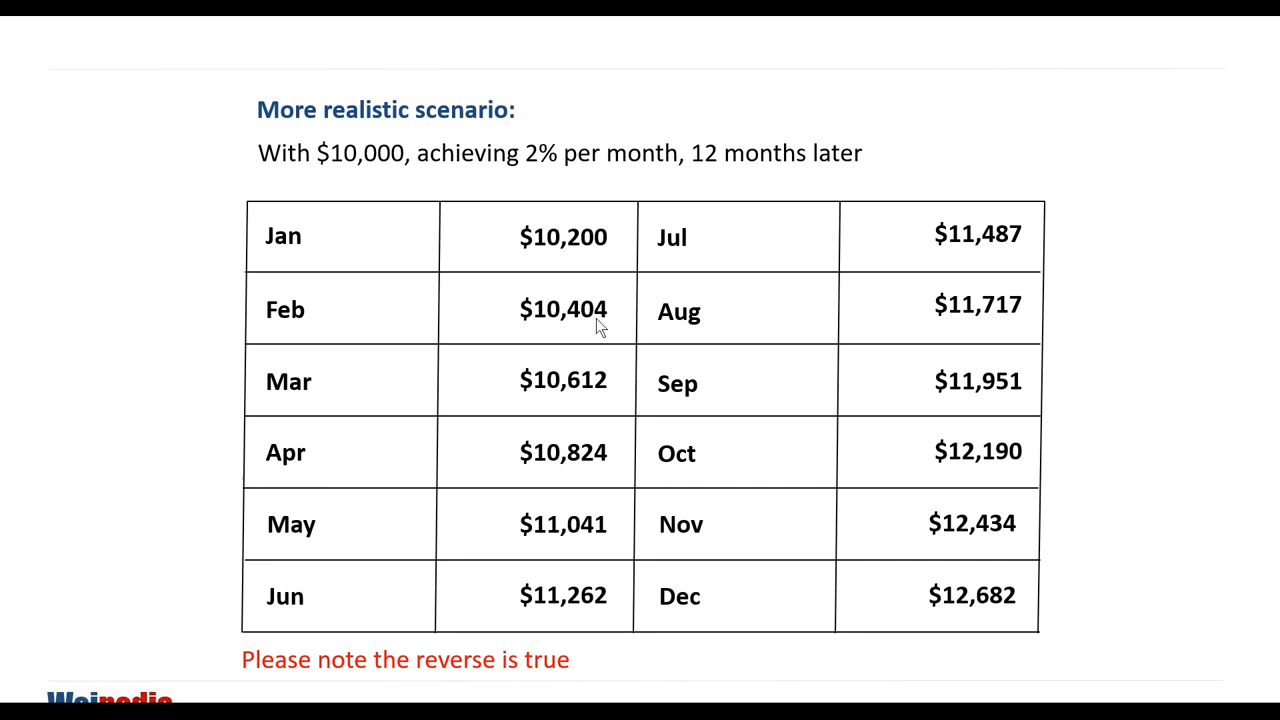 More realistic scenario:
With $10,000, achieving 2% per month, 12 months later
Jan $10,200 Jul $11,487
Feb $10,404 Aug $11,717
Mar $10,612 Sep $11,951
Apr $10,824 Oct $12,190
May $11,041 Nov $12,434
Jun $11,262 Dec $12,682
Please note the reverse is true